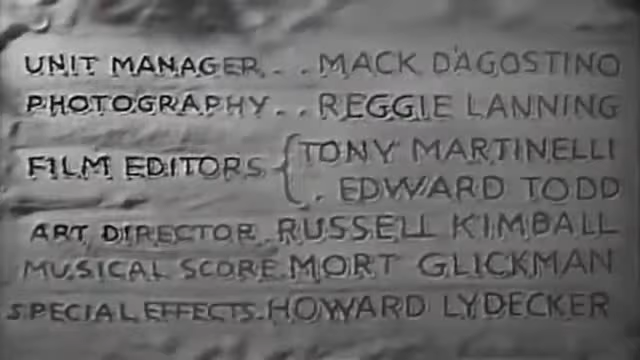 UNIT MANAGER . . MACK D'AGOSTINO
PHOTOGRAPHY . . REGGIE LANNING
FILM EDITORS { TONY MARTINELLI
. EDWARD TODD
ART DIRECTOR . RUSSELL KIMBALL
MUSICAL SCORE MORT GLICKMAN
SPECIAL EFFECTS . HOWARD LYDECKER